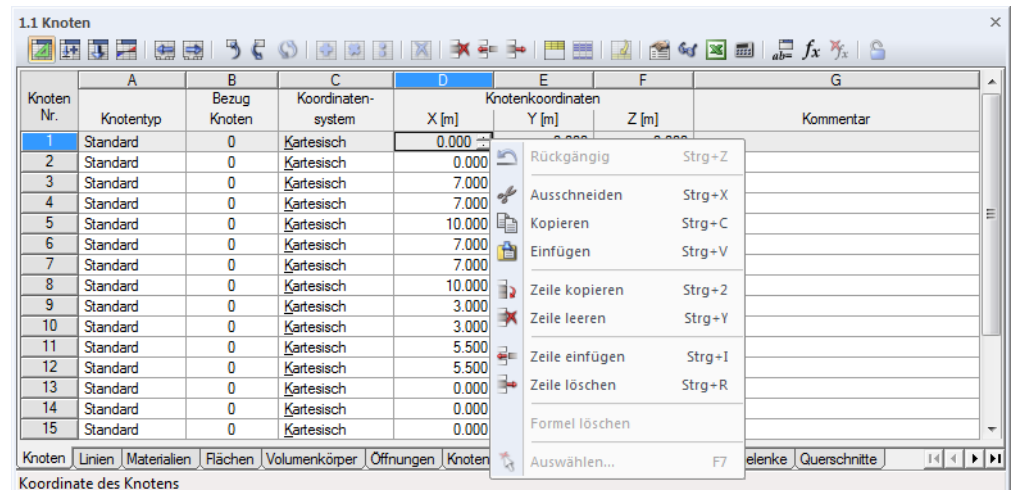 1.1 Knoten
A B C D E F G
Knoten Nr. Knotentyp Bezug Knoten Koordinaten- system Knotenkoordinaten X [m] Y [m] Z [m] Kommentar
1 Standard 0 Kartesisch 0.000
2 Standard 0 Kartesisch 0.000
3 Standard 0 Kartesisch 7.000
4 Standard 0 Kartesisch 7.000
5 Standard 0 Kartesisch 10.000
6 Standard 0 Kartesisch 7.000
7 Standard 0 Kartesisch 7.000
8 Standard 0 Kartesisch 10.000
9 Standard 0 Kartesisch 3.000
10 Standard 0 Kartesisch 3.000
11 Standard 0 Kartesisch 5.500
12 Standard 0 Kartesisch 5.500
13 Standard 0 Kartesisch 0.000
14 Standard 0 Kartesisch 0.000
15 Standard 0 Kartesisch 0.000
Rückgängig Strg+Z
Ausschneiden Strg+X
Kopieren Strg+C
Einfügen Strg+V
Zeile kopieren Strg+2
Zeile leeren Strg+Y
Zeile einfügen Strg+I
Zeile löschen Strg+R
Formel löschen
Auswählen... F7
Knoten Linien Materialien Flächen Volumenkörper Öffnungen Knoten elenke Querschnitte
Koordinate des Knotens